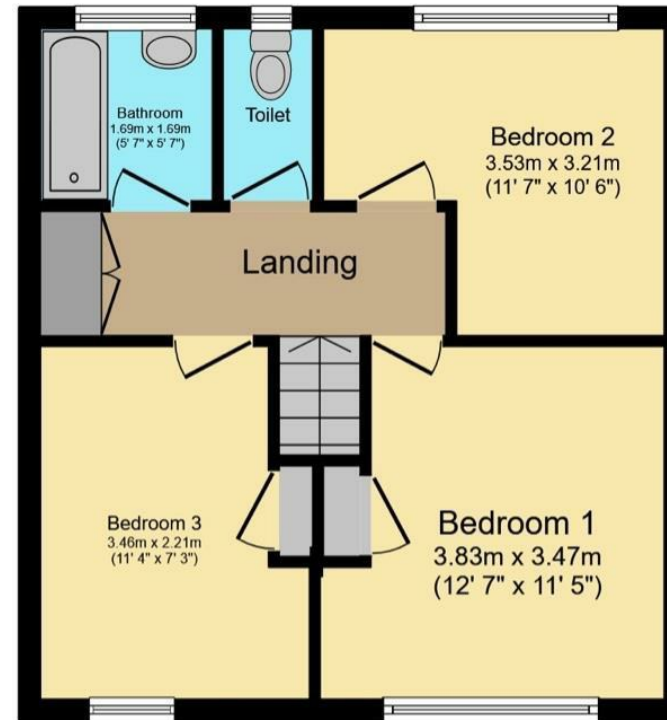 Bathroom
1.69m x 1.69m
(5' 7" x 5' 7")
Toilet
Bedroom 2
3.53m x 3.21m
(11' 7" x 10' 6")
Landing
Bedroom 3
3.46m x 2.21m
(11' 4" x 7' 3")
Bedroom 1
3.83m x 3.47m
(12' 7" x 11' 5")